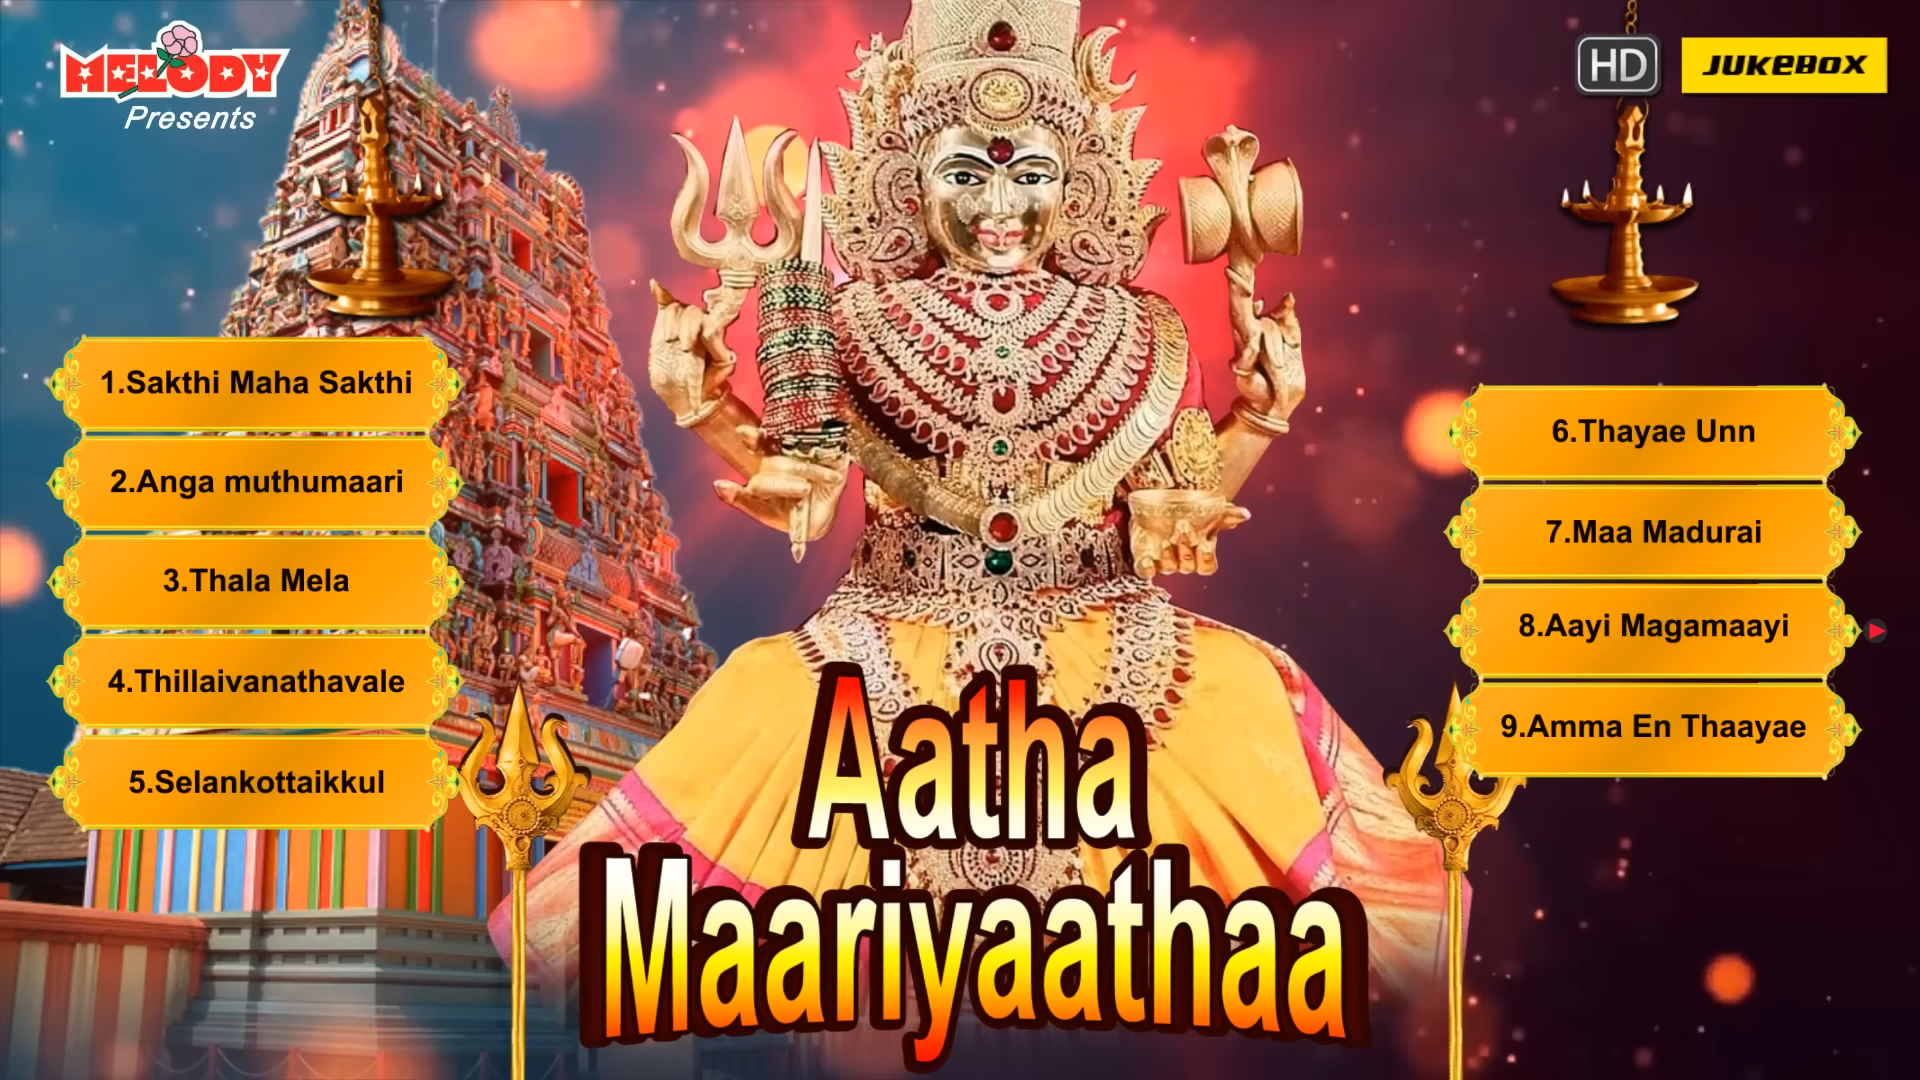 MELODY
Presents
HD
JUKEBOX
1.Sakthi Maha Sakthi
2.Anga muthumaari
3.Thala Mela
4.Thillaivanathavale
5.Selankottaikkul
6.Thayae Unn
7.Maa Madurai
8.Aayi Magamaayi
9.Amma En Thaayae
Aatha
Maariyaathaa